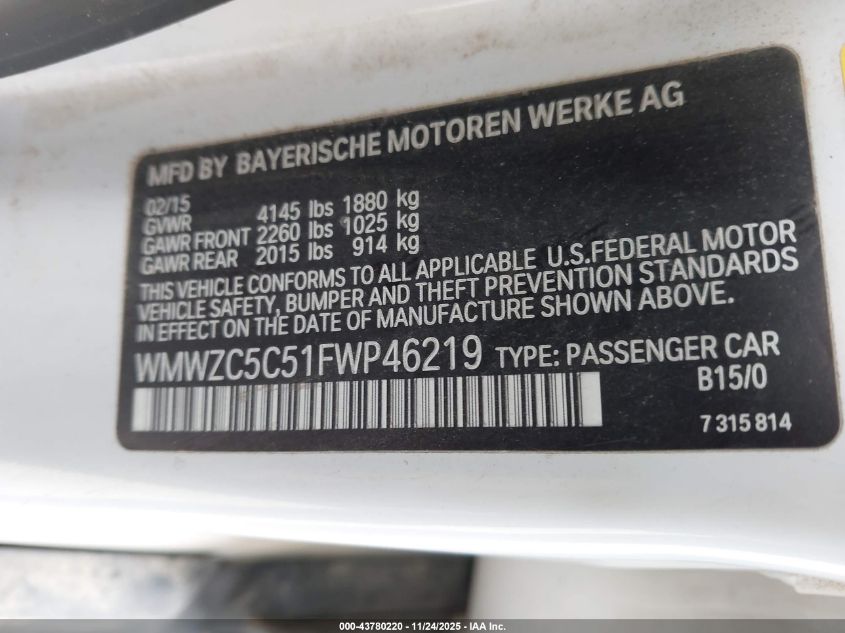 MFD BY BAYERISCHE MOTOREN WERKE AG
02/15
GVWR 4145 lbs 1880 kg
GAWR FRONT 2260 lbs 1025 kg
GAWR REAR 2015 lbs 914 kg
THIS VEHICLE CONFORMS TO ALL APPLICABLE U.S.FEDERAL MOTOR
VEHICLE SAFETY, BUMPER AND THEFT PREVENTION STANDARDS
IN EFFECT ON THE DATE OF MANUFACTURE SHOWN ABOVE.
WMWZC5C51FWP46219 TYPE: PASSENGER CAR
B15/0
7 315 814
000-43780220 | 11/24/2025 - IAA Inc.